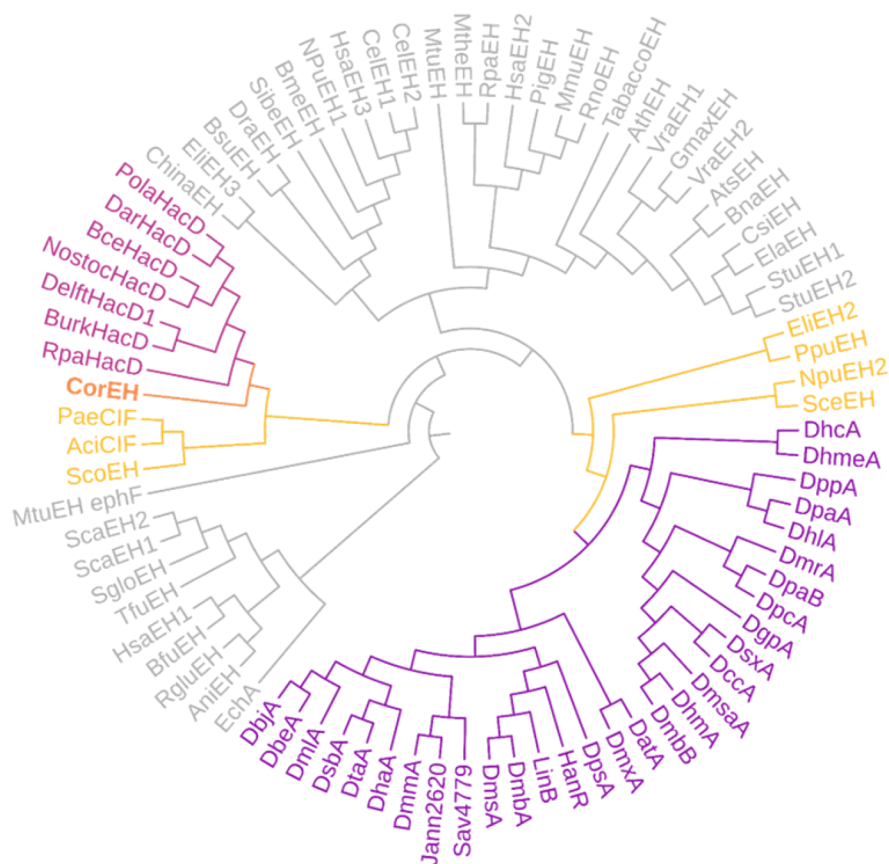 PolaHacD
DarHacD
BceHacD
NostocHacD
DelftHacD1
BurkHacD
RpaHacD
CorEH
PaeCIF
AciCIF
ScoEH
MtuEH ephF
ScaEH2
ScaEH1
SgloEH
TfuEH
HsaEH1
BfuEH
RgluEH
AniEH
EchA
DbjA
DbeA
DmlA
DsbA
DtaA
DhaA
DmmA
Jann2620
Sav4779
DmsA
DmbA
LinB
HanR
DpsA
DmxA
DatA
DmbB
DhmA
DmsaA
DccA
DsxA
DgpA
DpcA
DpaB
DmrA
DhlA
DpaA
DppA
DhmeA
DhcA
SceEH
NpuEH2
PpuEH
EliEH2
StuEH2
StuEH1
ElaEH
CsiEH
BnaEH
AtsEH
VraEH2
GmaxEH
VraEH1
AthEH
TabaccoEH
RnoEH
MmuEH
PigEH
HsaEH2
RpaEH
MtheEH
MtuEH
CelEH2
CelEH1
HsaEH3
NPuEH1
BmeEH
SibeEH
DraEH
BsuEH
EliEH3
ChinaEH